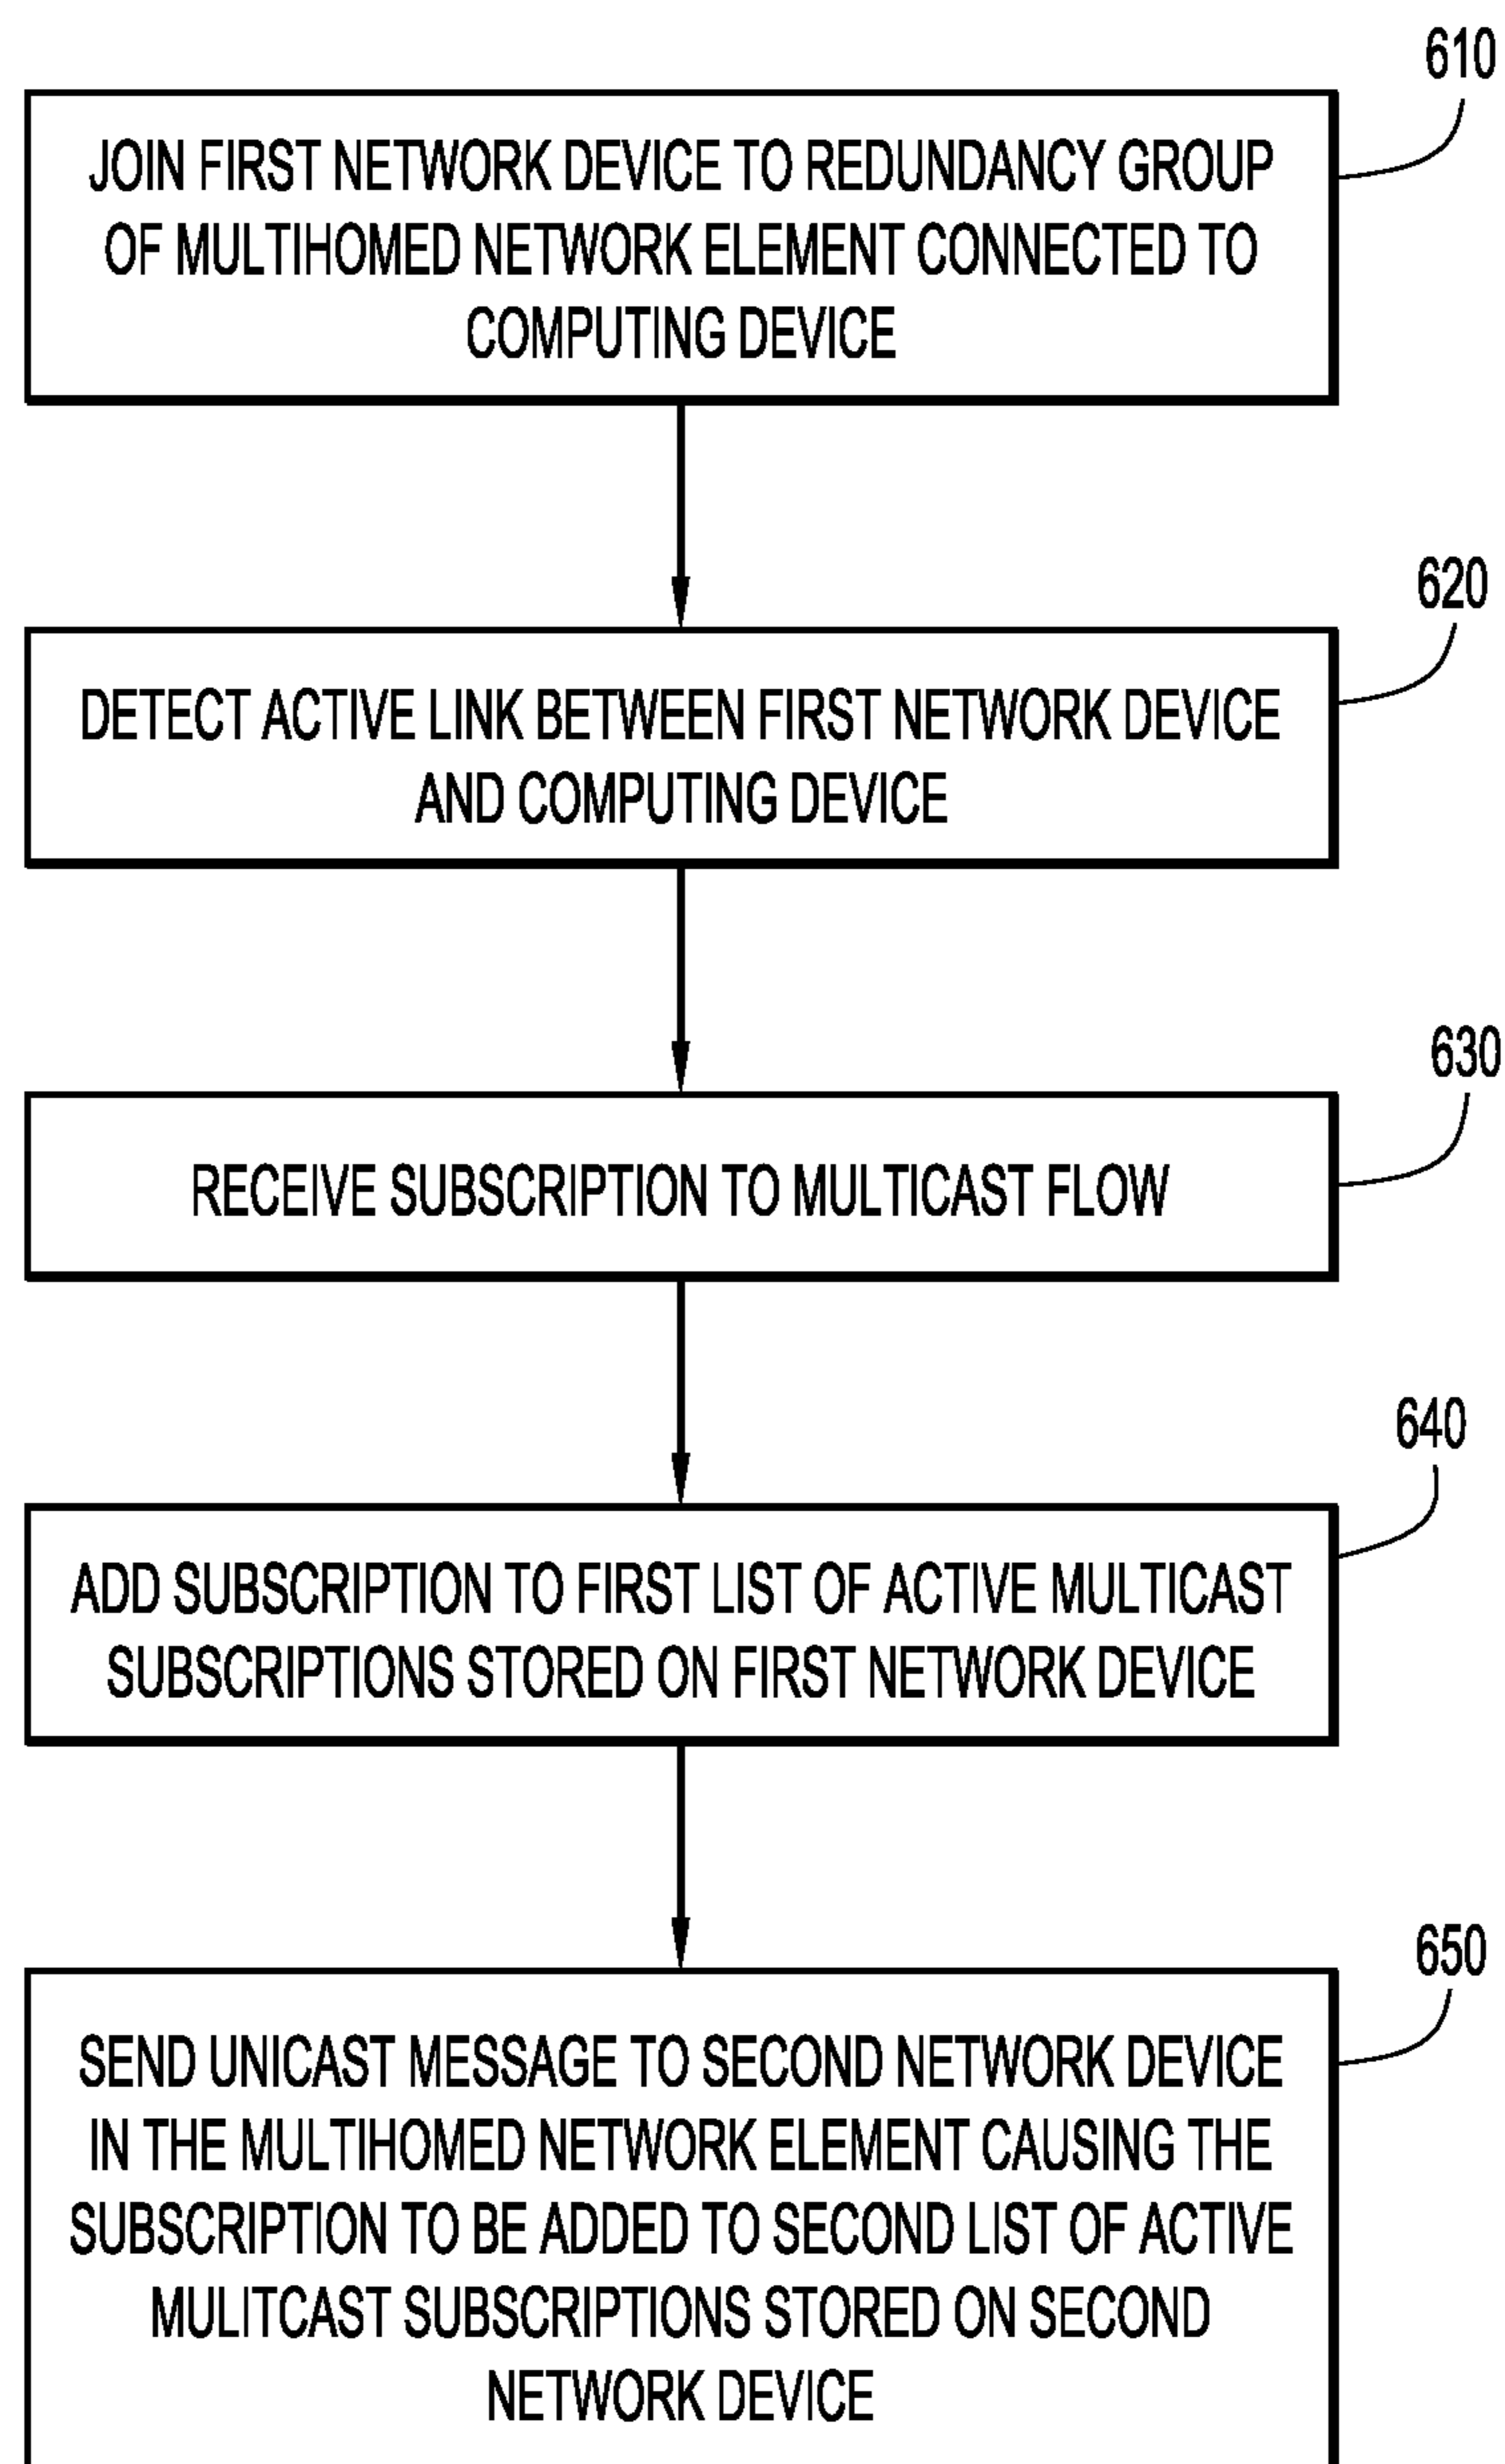 610
JOIN FIRST NETWORK DEVICE TO REDUNDANCY GROUP
OF MULTIHOMED NETWORK ELEMENT CONNECTED TO
COMPUTING DEVICE
620
DETECT ACTIVE LINK BETWEEN FIRST NETWORK DEVICE
AND COMPUTING DEVICE
630
RECEIVE SUBSCRIPTION TO MULTICAST FLOW
640
ADD SUBSCRIPTION TO FIRST LIST OF ACTIVE MULTICAST
SUBSCRIPTIONS STORED ON FIRST NETWORK DEVICE
650
SEND UNICAST MESSAGE TO SECOND NETWORK DEVICE
IN THE MULTIHOMED NETWORK ELEMENT CAUSING THE
SUBSCRIPTION TO BE ADDED TO SECOND LIST OF ACTIVE
MULITCAST SUBSCRIPTIONS STORED ON SECOND
NETWORK DEVICE